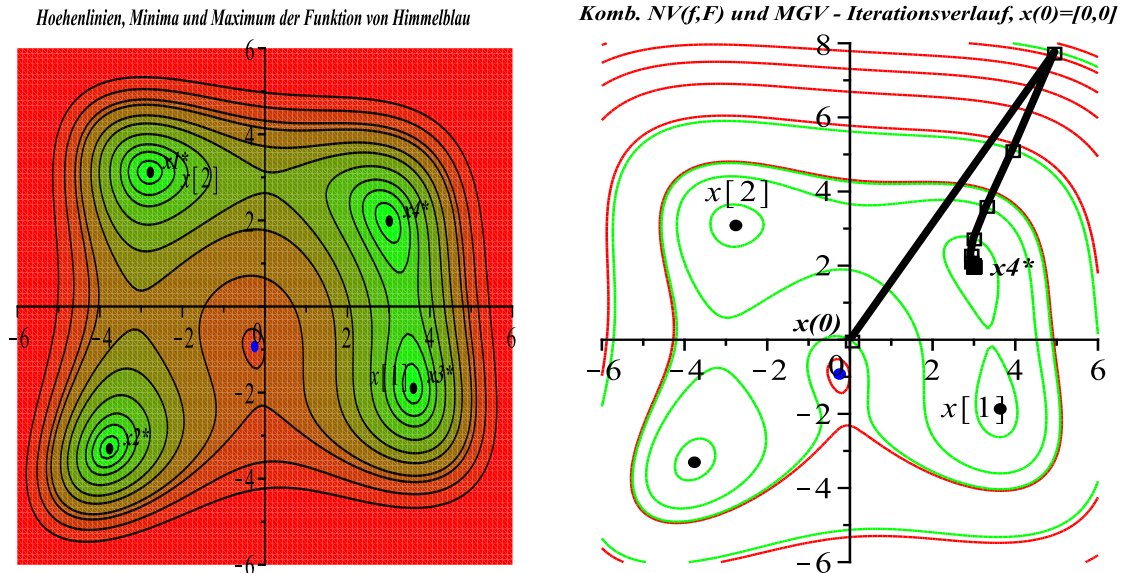 Hoehenlinien, Minima und Maximum der Funktion von Himmelblau
6
4
x1*
x[2]
x4*
2
-6
-4
-2
0
2
4
6
x[1]
x3*
-2
x2*
-4
-6
Komb. NV(f,F) und MGV - Iterationsverlauf, x(0)=[0,0]
8
6
4
x[2]
2
x4*
x(0)
-6
-4
-2
0
2
4
6
x[1]
-2
-4
-6